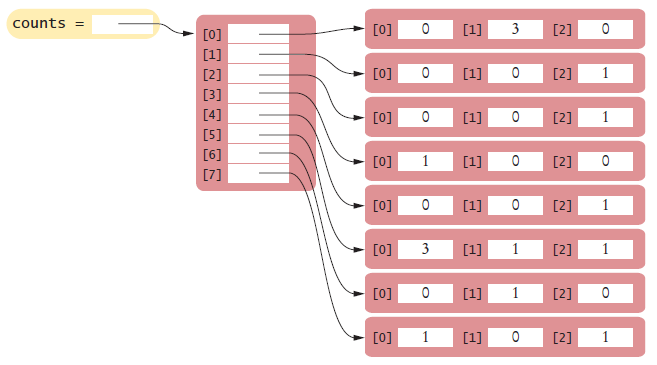 counts =
[0]
[1]
[2]
[3]
[4]
[5]
[6]
[7]
[0] 0 [1] 3 [2] 0
[0] 0 [1] 0 [2] 1
[0] 0 [1] 0 [2] 1
[0] 1 [1] 0 [2] 0
[0] 0 [1] 0 [2] 1
[0] 3 [1] 1 [2] 1
[0] 0 [1] 1 [2] 0
[0] 1 [1] 0 [2] 1